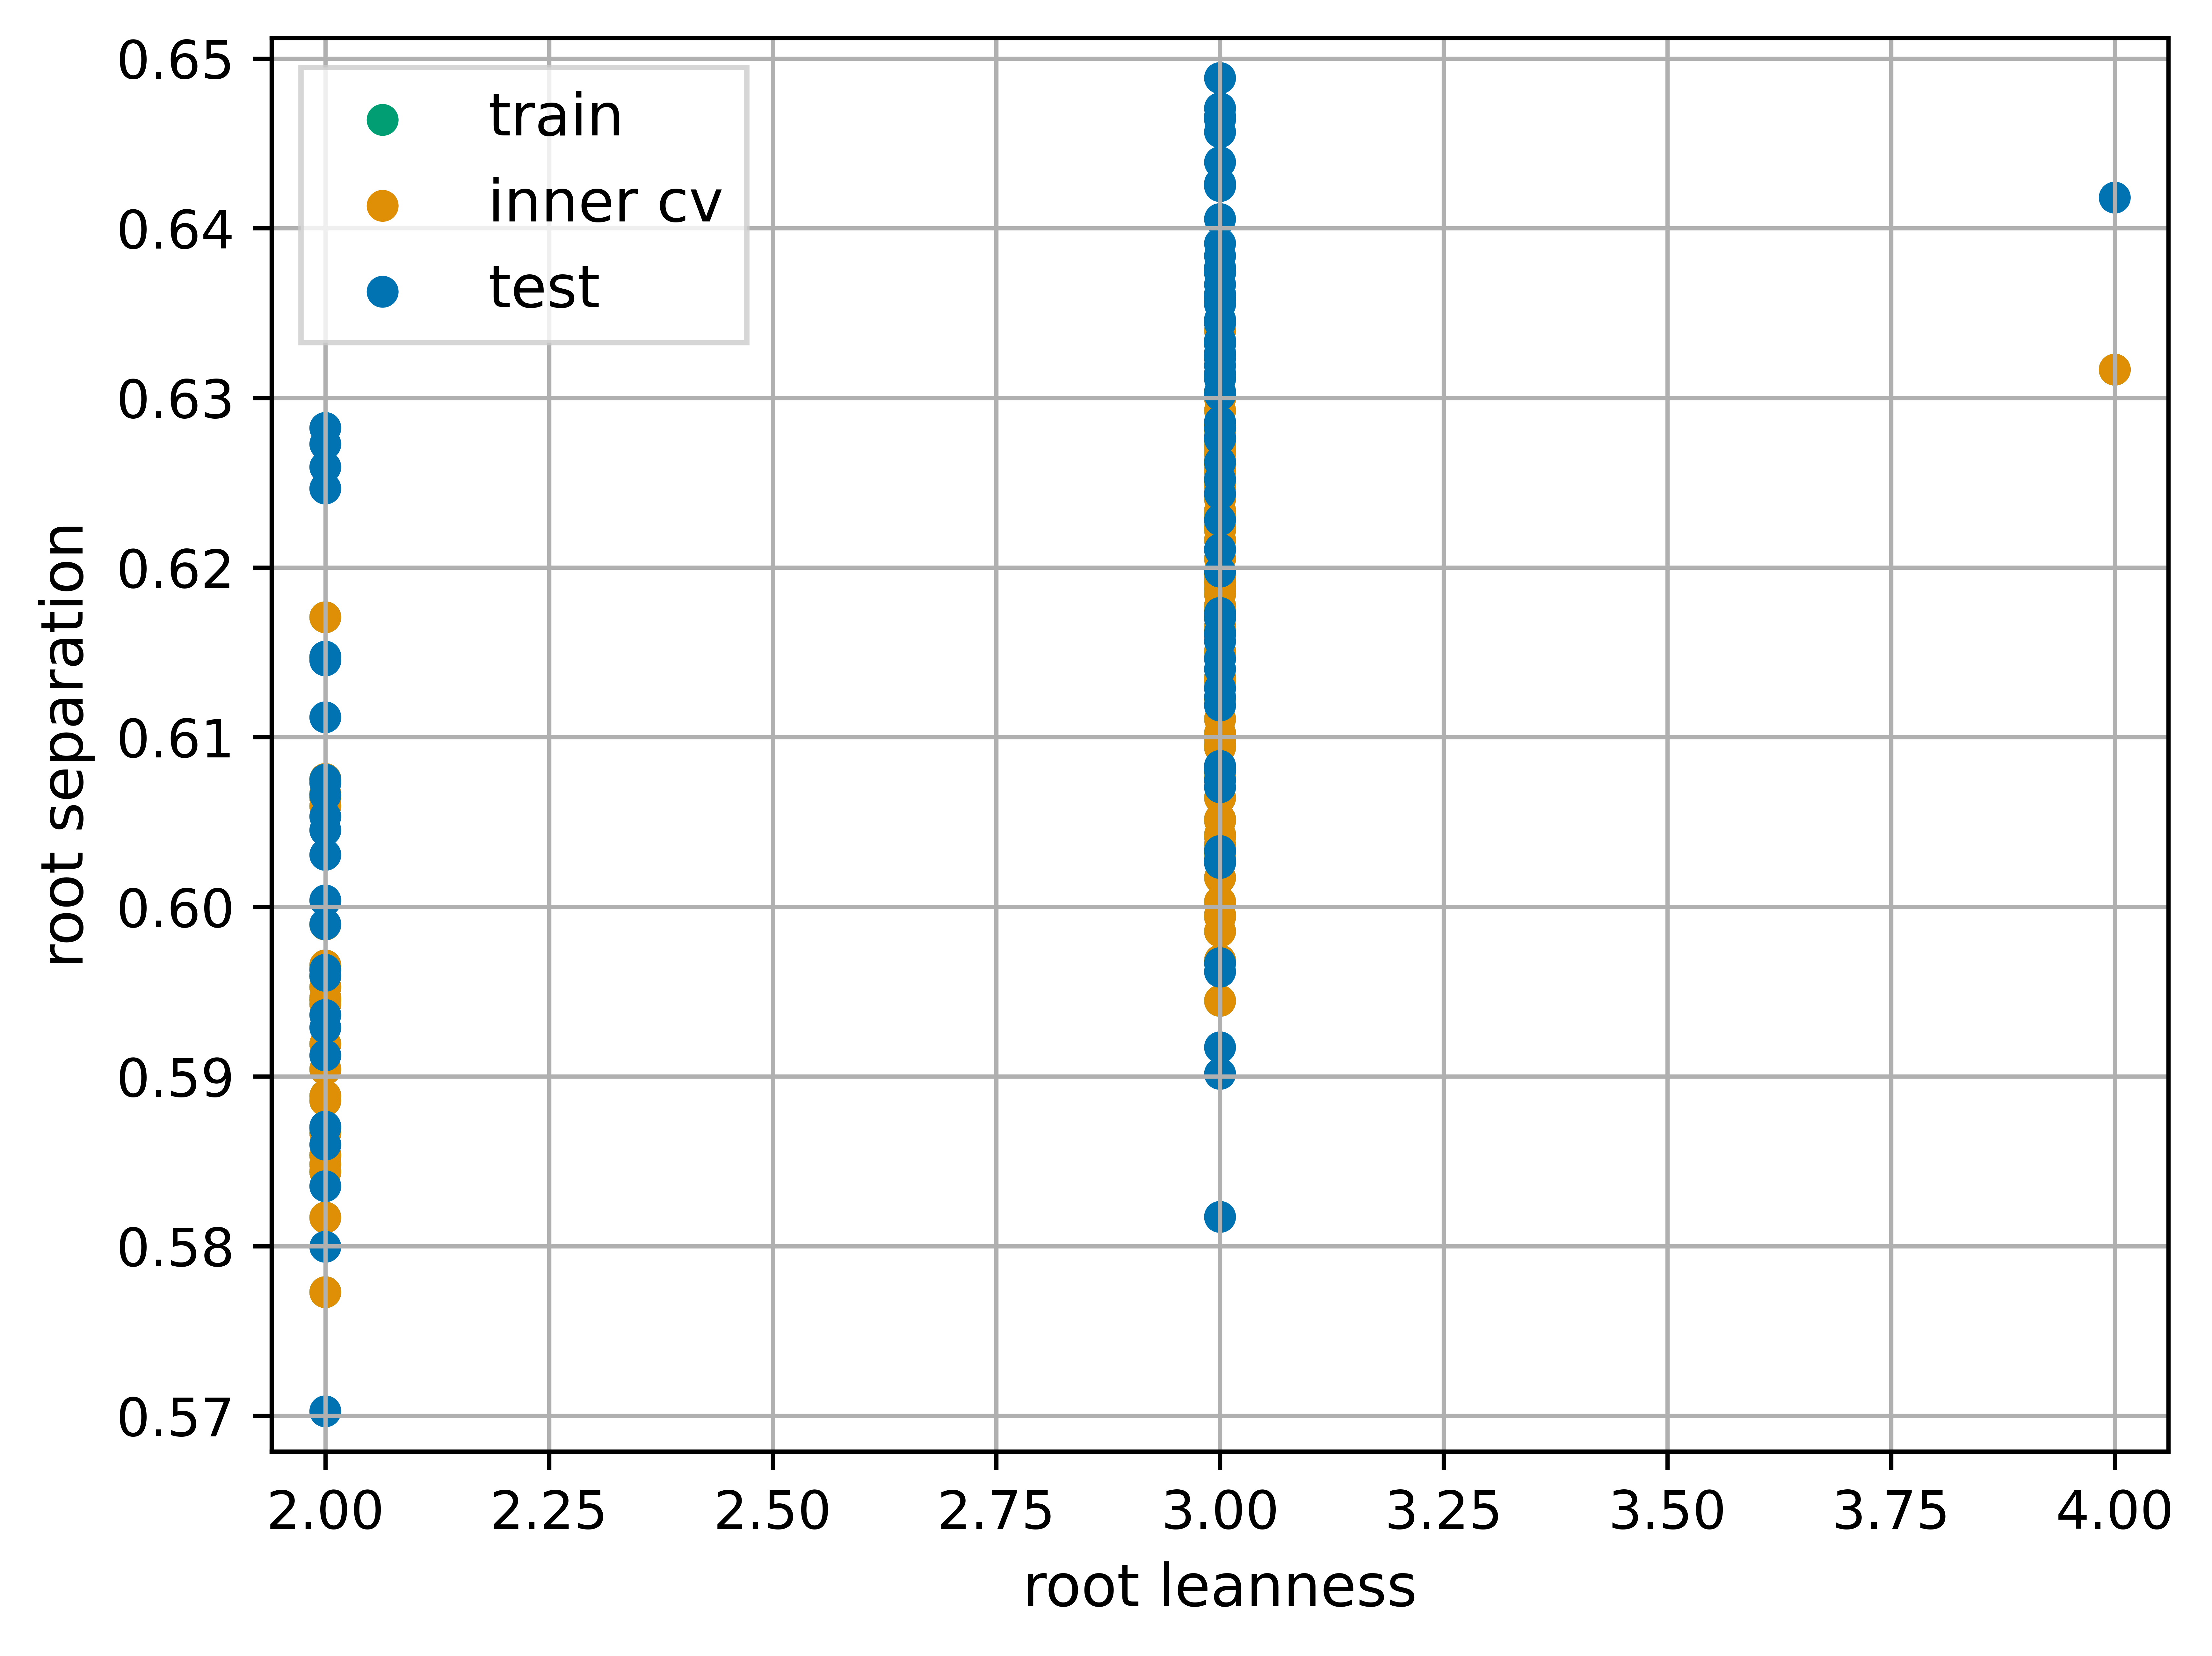 0.65
0.64
0.63
0.62
0.61
0.60
0.59
0.58
0.57
root separation
train
inner cv
test
2.00 2.25 2.50 2.75 3.00 3.25 3.50 3.75 4.00
root leanness